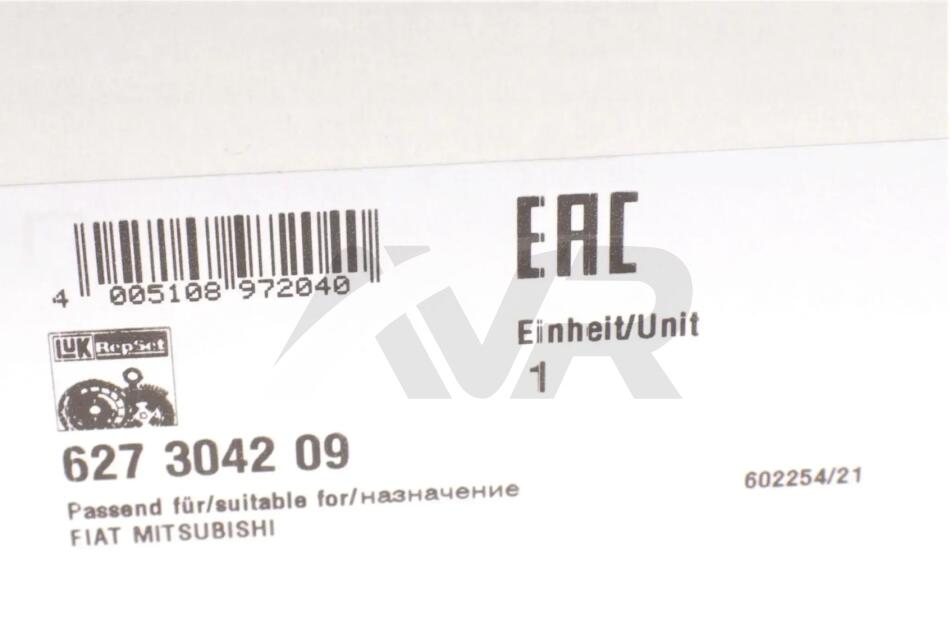 EAC
4 005108 972040
Einheit/Unit
1
LUK RepSet
627 3042 09
Passend für/suitable for/назначение
FIAT MITSUBISHI
602254/21
IVR